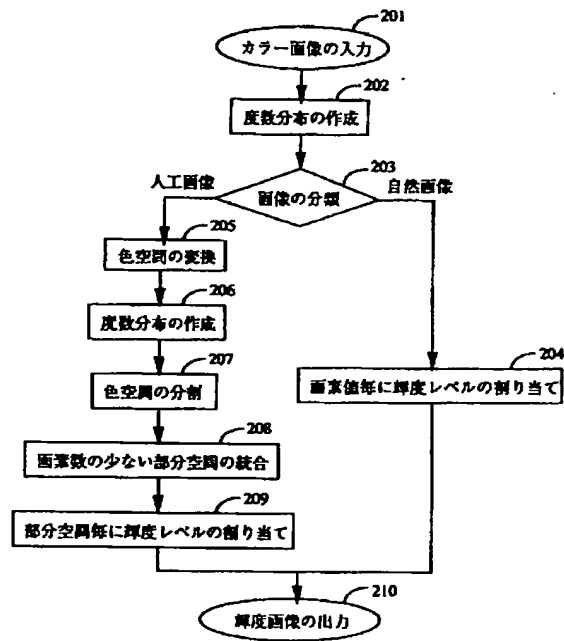 201
カラー画像の入力
202
度数分布の作成
203
画像の分類
人工画像
自然画像
205
色空間の変換
206
度数分布の作成
207
色空間の分割
204
画素値毎に輝度レベルの割り当て
208
画素数の少ない部分空間の統合
209
部分空間毎に輝度レベルの割り当て
210
輝度画像の出力